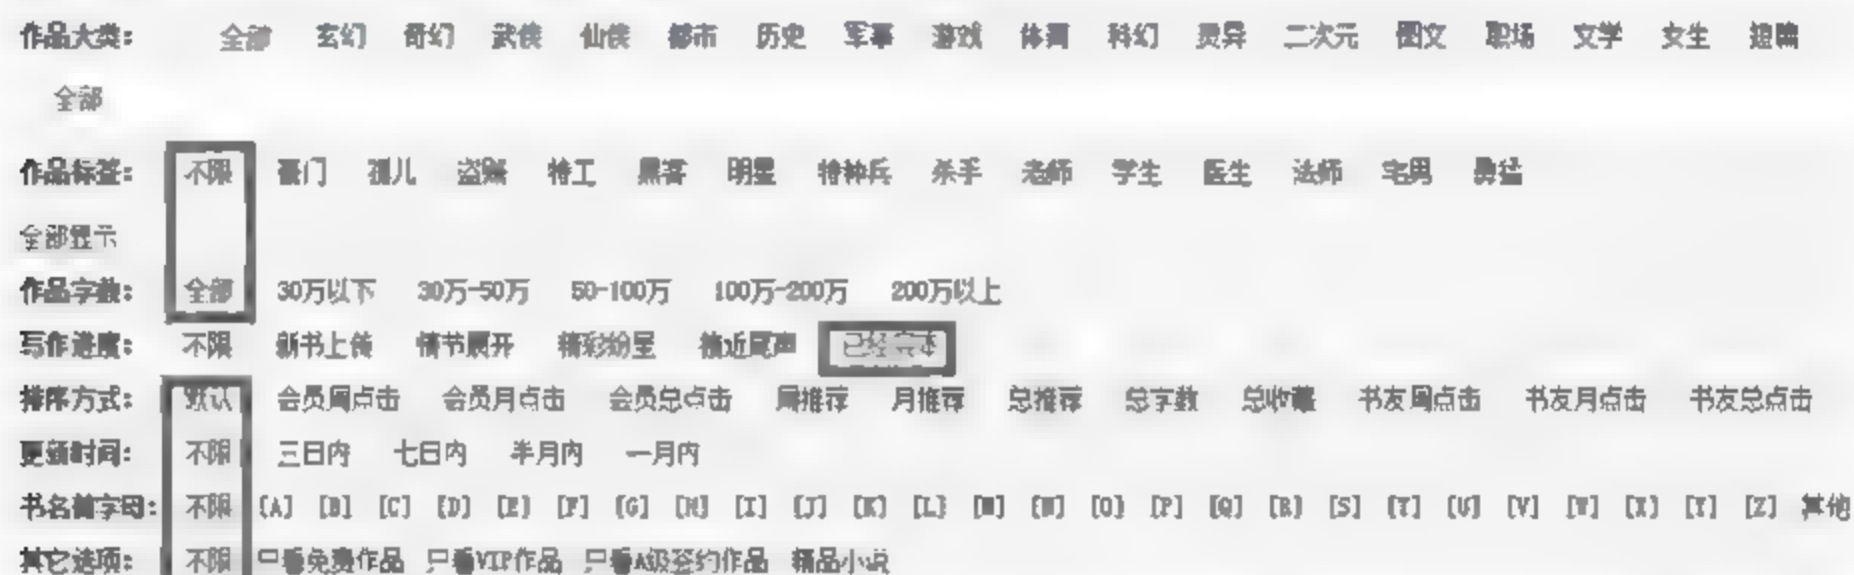 作品大类： 全部 玄幻 奇幻 武侠 仙侠 都市 历史 军事 游戏 体育 科幻 灵异 二次元 图文 职场 文学 女生 短篇
全部
作品标签： 不限 豪门 孤儿 盗贼 特工 黑客 明星 特种兵 杀手 老师 学生 医生 法师 宅男 勇猛
全部显示
作品字数： 全部 30万以下 30万-50万 50-100万 100万-200万 200万以上
写作进度： 不限 新书上传 情节展开 精彩纷呈 接近尾声 已经完本
排序方式： 默认 会员周点击 会员月点击 会员总点击 周推荐 月推荐 总推荐 总字数 总收藏 书友周点击 书友月点击 书友总点击
更新时间： 不限 三日内 七日内 半月内 一月内
书名首字母： 不限 [A] [B] [C] [D] [E] [F] [G] [H] [I] [J] [K] [L] [M] [N] [O] [P] [Q] [R] [S] [T] [U] [V] [W] [X] [Y] [Z] 其他
其它选项： 不限 只看免费作品 只看VIP作品 只看A级签约作品 精品小说